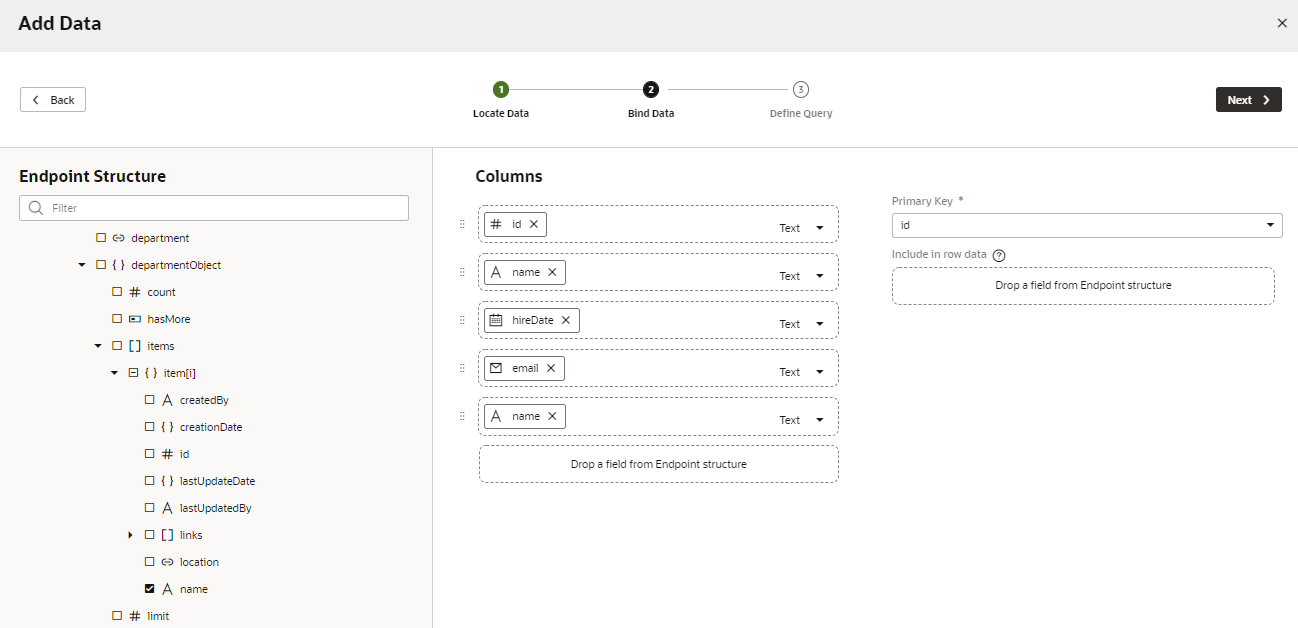 Add Data
Back
1
2
3
Locate Data
Bind Data
Define Query
Next
Endpoint Structure
Filter
department
{ } departmentObject
# count
hasMore
[ ] items
{ } item[i]
A createdBy
{ } creationDate
# id
{ } lastUpdateDate
A lastUpdatedBy
[ ] links
location
A name
# limit
Columns
# id Text
A name Text
hireDate Text
email Text
A name Text
Drop a field from Endpoint structure
Primary Key *
id
Include in row data ?
Drop a field from Endpoint structure